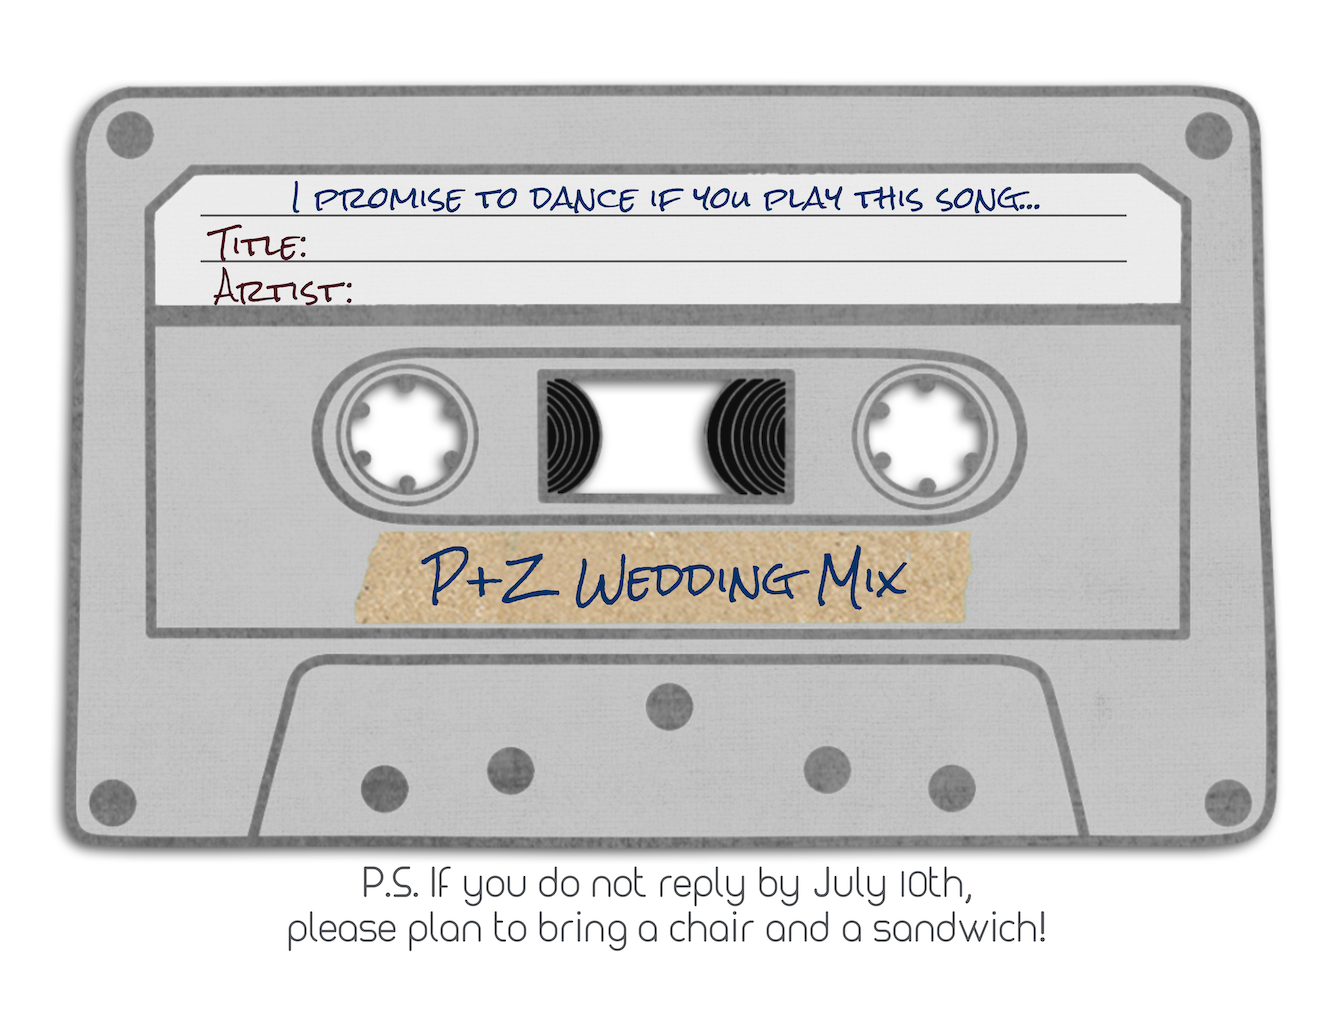 I promise to dance if you play this song...
Title:
Artist:
P+Z Wedding Mix
P.S. If you do not reply by July 10th,
please plan to bring a chair and a sandwich!